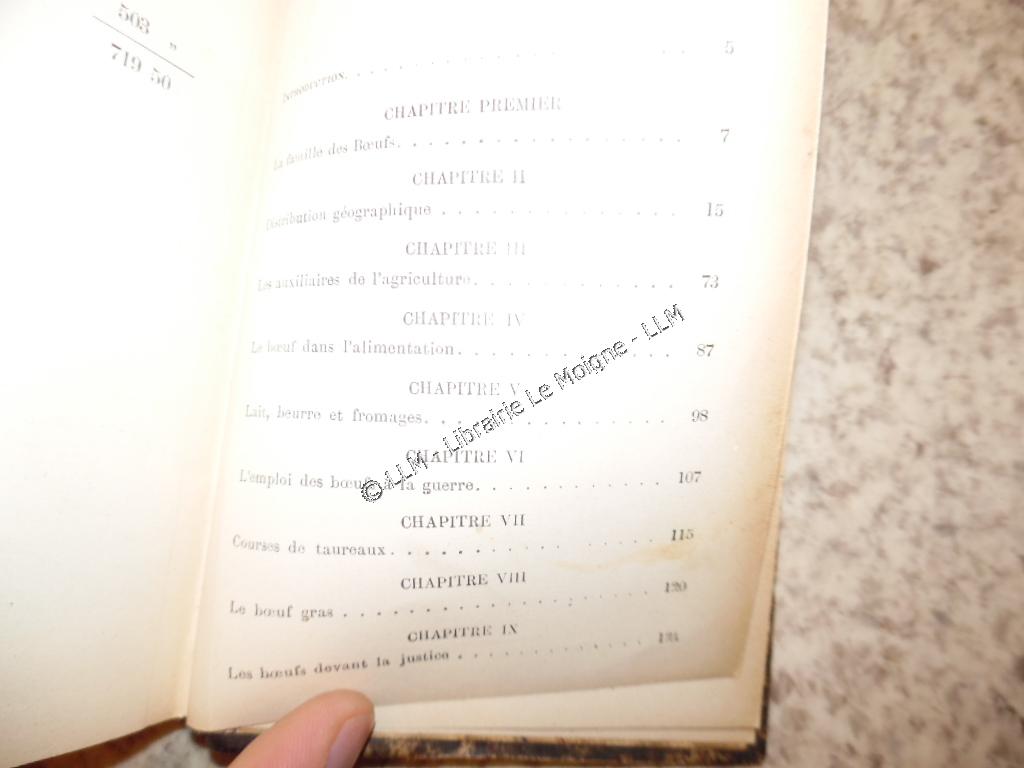 503 »
719 50
INTRODUCTION. . . . . . . . . . . . . . 5
CHAPITRE PREMIER
La famille des Bœufs. . . . . . . . . . . . . . 7
CHAPITRE II
Distribution géographique . . . . . . . . . . . . 15
CHAPITRE III
Les auxiliaires de l'agriculture. . . . . . . . . . . 73
CHAPITRE IV
Le bœuf dans l'alimentation. . . . . . . . . . . 87
CHAPITRE V
Lait, beurre et fromages. . . . . . . . . . . . . 98
CHAPITRE VI
L'emploi des bœufs à la guerre. . . . . . . . . . 107
CHAPITRE VII
Courses de taureaux. . . . . . . . . . . . . 115
CHAPITRE VIII
Le bœuf gras . . . . . . . . . . . . . . 120
CHAPITRE IX
Les bœufs devant la justice . . . . . . . . . .
© LLM - Librairie Le Moigne - LLM